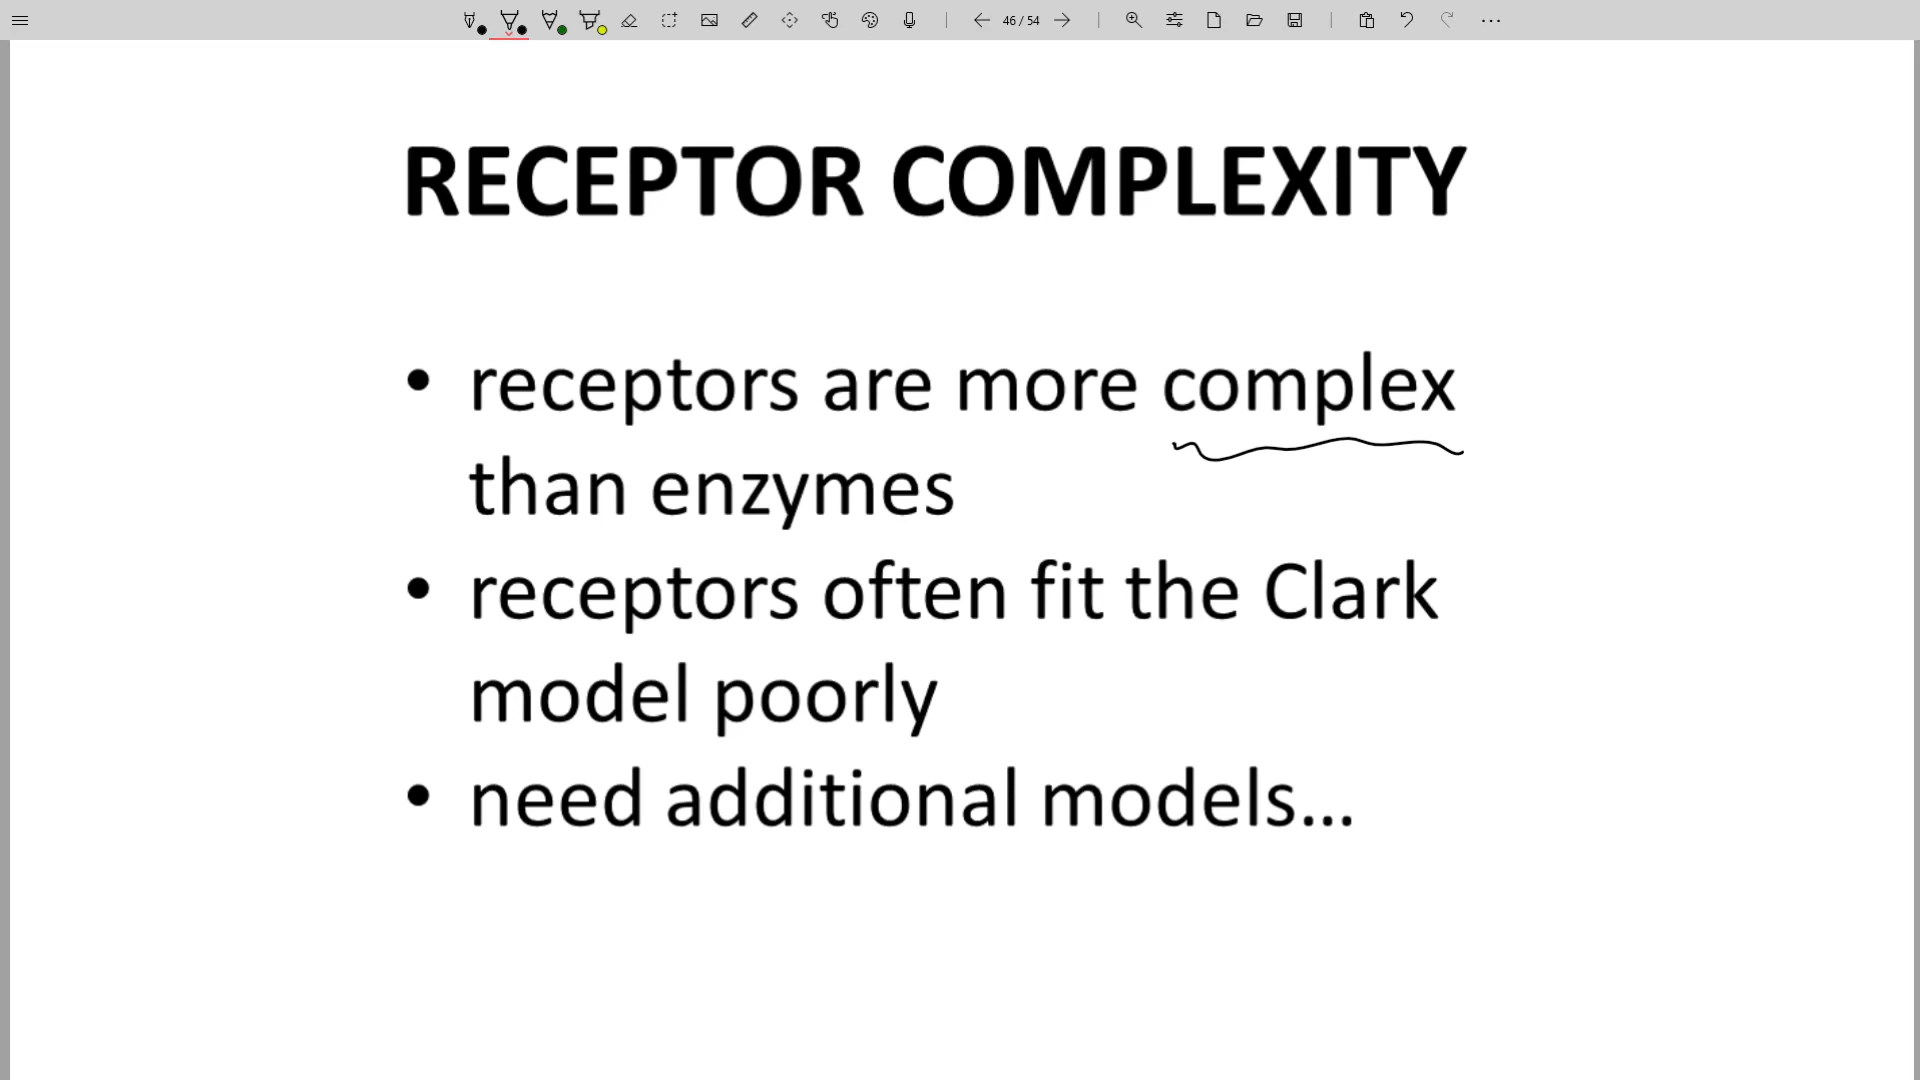 46 / 54
RECEPTOR COMPLEXITY
• receptors are more complex
than enzymes
• receptors often fit the Clark
model poorly
• need additional models...